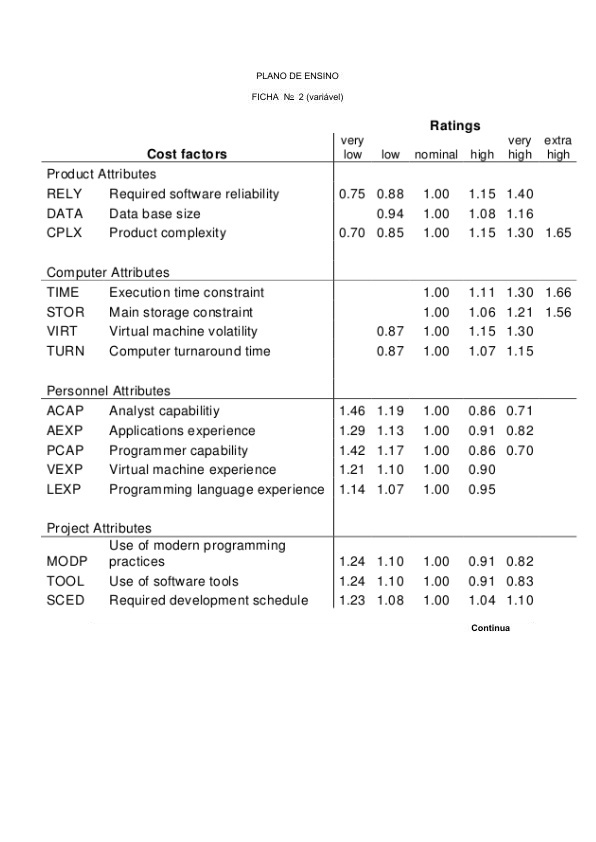 PLANO DE ENSINO
FICHA Nº 2 (variável)
Ratings
Cost factors very low low nominal high very high extra high
Product Attributes
RELY Required software reliability 0.75 0.88 1.00 1.15 1.40
DATA Data base size 0.94 1.00 1.08 1.16
CPLX Product complexity 0.70 0.85 1.00 1.15 1.30 1.65
Computer Attributes
TIME Execution time constraint 1.00 1.11 1.30 1.66
STOR Main storage constraint 1.00 1.06 1.21 1.56
VIRT Virtual machine volatility 0.87 1.00 1.15 1.30
TURN Computer turnaround time 0.87 1.00 1.07 1.15
Personnel Attributes
ACAP Analyst capabilitiy 1.46 1.19 1.00 0.86 0.71
AEXP Applications experience 1.29 1.13 1.00 0.91 0.82
PCAP Programmer capability 1.42 1.17 1.00 0.86 0.70
VEXP Virtual machine experience 1.21 1.10 1.00 0.90
LEXP Programming language experience 1.14 1.07 1.00 0.95
Project Attributes
MODP Use of modern programming practices 1.24 1.10 1.00 0.91 0.82
TOOL Use of software tools 1.24 1.10 1.00 0.91 0.83
SCED Required development schedule 1.23 1.08 1.00 1.04 1.10
Continua